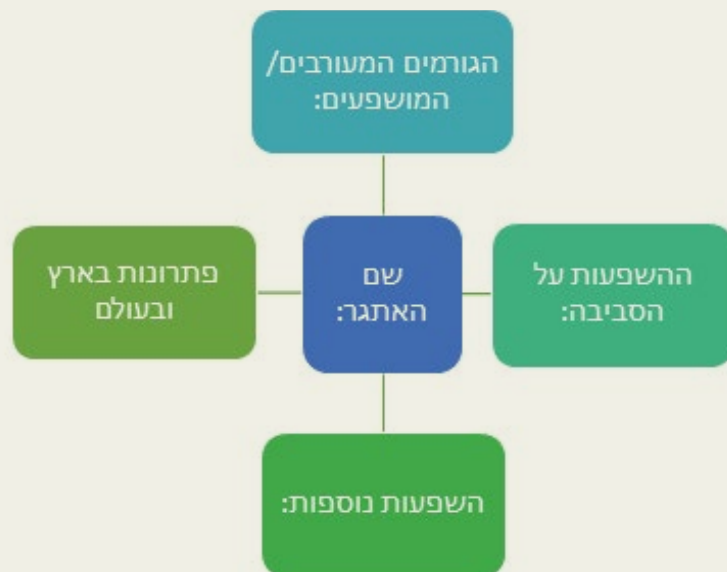 הגורמים המעורבים/
המושפעים:
ההשפעות על
הסביבה:
שם
האתגר:
פתרונות בארץ
ובעולם
השפעות נוספות: